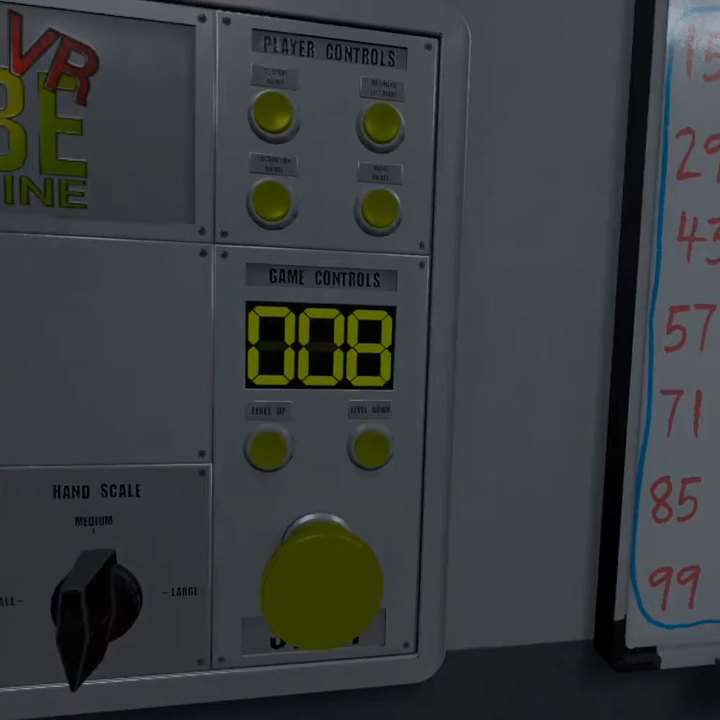 VR
BE
INE
PLAYER CONTROLS
GAME CONTROLS
008
LEVEL UP
LEVEL DOWN
HAND SCALE
MEDIUM
LARGE
29
43
57
71
85
99